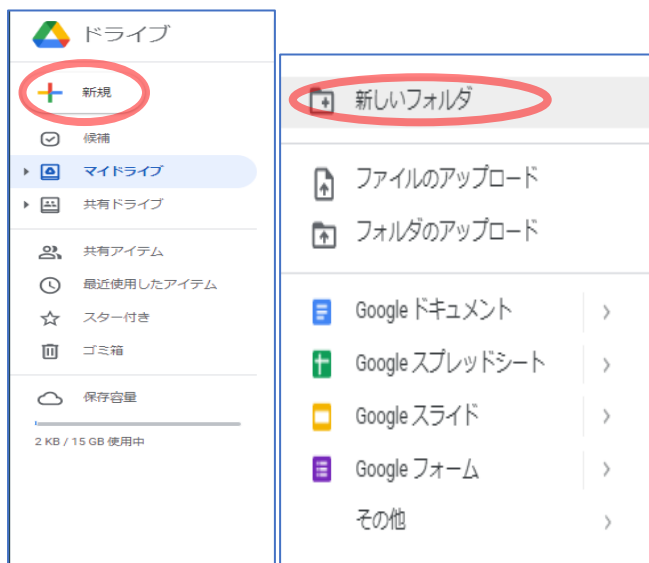 ドライブ
新規
候補
マイドライブ
共有ドライブ
共有アイテム
最近使用したアイテム
スター付き
ゴミ箱
保存容量
2 KB / 15 GB 使用中
新しいフォルダ
ファイルのアップロード
フォルダのアップロード
Google ドキュメント
Google スプレッドシート
Google スライド
Google フォーム
その他